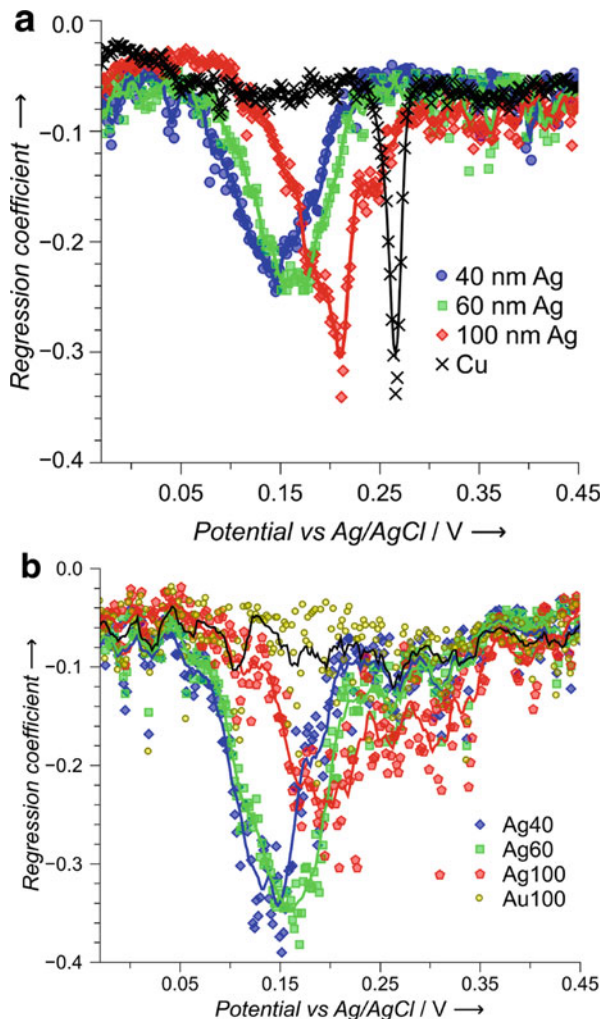 a
0.0
−0.1
−0.2
−0.3
−0.4
Regression coefficient ⟶
40 nm Ag
60 nm Ag
100 nm Ag
Cu
0.05 0.15 0.25 0.35 0.45
Potential vs Ag/AgCl / V ⟶
b
0.0
−0.1
−0.2
−0.3
−0.4
Regression coefficient ⟶
Ag40
Ag60
Ag100
Au100
0.05 0.15 0.25 0.35 0.45
Potential vs Ag/AgCl / V ⟶